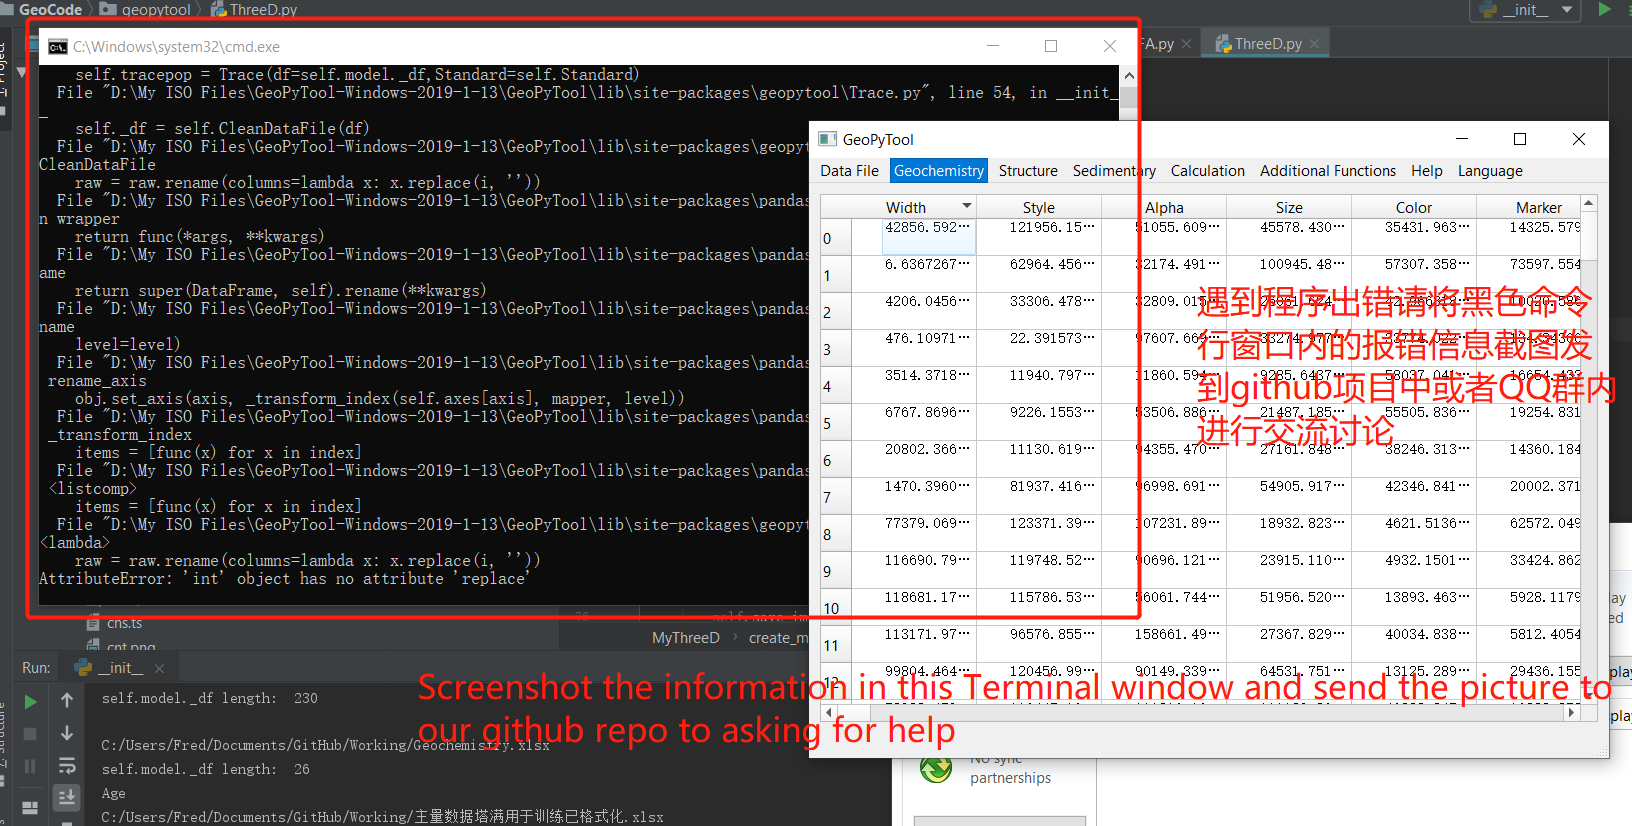 GeoCode
geopytool
ThreeD.py
__init__
C:\Windows\system32\cmd.exe
FA.py
ThreeD.py
self.tracepop = Trace(df=self.model._df,Standard=self.Standard)
File "D:\My ISO Files\GeoPyTool-Windows-2019-1-13\GeoPyTool\lib\site-packages\geopytool\Trace.py", line 54, in __init_
_
self._df = self.CleanDataFile(df)
File "D:\My ISO Files\GeoPyTool-Windows-2019-1-13\GeoPyTool\lib\site-packages\geopyt
CleanDataFile
raw = raw.rename(columns=lambda x: x.replace(i, ''))
File "D:\My ISO Files\GeoPyTool-Windows-2019-1-13\GeoPyTool\lib\site-packages\pandas
n wrapper
return func(*args, **kwargs)
File "D:\My ISO Files\GeoPyTool-Windows-2019-1-13\GeoPyTool\lib\site-packages\pandas
ame
return super(DataFrame, self).rename(**kwargs)
File "D:\My ISO Files\GeoPyTool-Windows-2019-1-13\GeoPyTool\lib\site-packages\pandas
name
level=level)
File "D:\My ISO Files\GeoPyTool-Windows-2019-1-13\GeoPyTool\lib\site-packages\pandas
rename_axis
obj.set_axis(axis, _transform_index(self.axes[axis], mapper, level))
File "D:\My ISO Files\GeoPyTool-Windows-2019-1-13\GeoPyTool\lib\site-packages\pandas
_transform_index
items = [func(x) for x in index]
File "D:\My ISO Files\GeoPyTool-Windows-2019-1-13\GeoPyTool\lib\site-packages\pandas
<listcomp>
items = [func(x) for x in index]
File "D:\My ISO Files\GeoPyTool-Windows-2019-1-13\GeoPyTool\lib\site-packages\geopyt
<lambda>
raw = raw.rename(columns=lambda x: x.replace(i, ''))
AttributeError: 'int' object has no attribute 'replace'
GeoPyTool
Data File Geochemistry Structure Sedimentary Calculation Additional Functions Help Language
Width Style Alpha Size Color Marker
0 42856.592… 121956.15… 51055.609… 45578.430… 35431.963… 14325.579
1 6.6367267… 62964.456… 32174.491… 100945.48… 57307.358… 73597.554
2 4206.0456… 33306.478… 32809.015…
3 476.10971… 22.391573… 97607.669…
4 3514.3718… 11940.797… 11860.594…
5 6767.8696… 9226.1553… 53506.886… 21487.185… 55505.836… 19254.831
6 20802.366… 11130.619… 94355.470… 27161.848… 38246.313… 14360.184
7 1470.3960… 81937.416… 96998.691… 54905.917… 42346.841… 20002.371
8 77379.069… 123371.39… 107231.89… 18932.823… 4621.5136… 62572.049
9 116690.79… 119748.52… 90696.121… 23915.110… 4932.1501… 33424.862
10 118681.17… 115786.53… 56061.744… 51956.520… 13893.463… 5928.1179
11 113171.97… 96576.855… 158661.49… 27367.829… 40034.838… 5812.4054
12 99804.464… 120456.99… 90149.339… 64531.751… 13125.289… 29436.155
遇到程序出错请将黑色命令
行窗口内的报错信息截图发
到github项目中或者QQ群内
进行交流讨论
cns.ts
cnt.png
MyThreeD
create_m
Run:
__init__
Screenshot the information in this Terminal window and send the picture to
our github repo to asking for help
self.model._df length: 230
C:/Users/Fred/Documents/GitHub/Working/Geochemistry.xlsx
self.model._df length: 26
Age
C:/Users/Fred/Documents/GitHub/Working/主量数据塔满用于训练已格式化.xlsx
No sync
partnerships